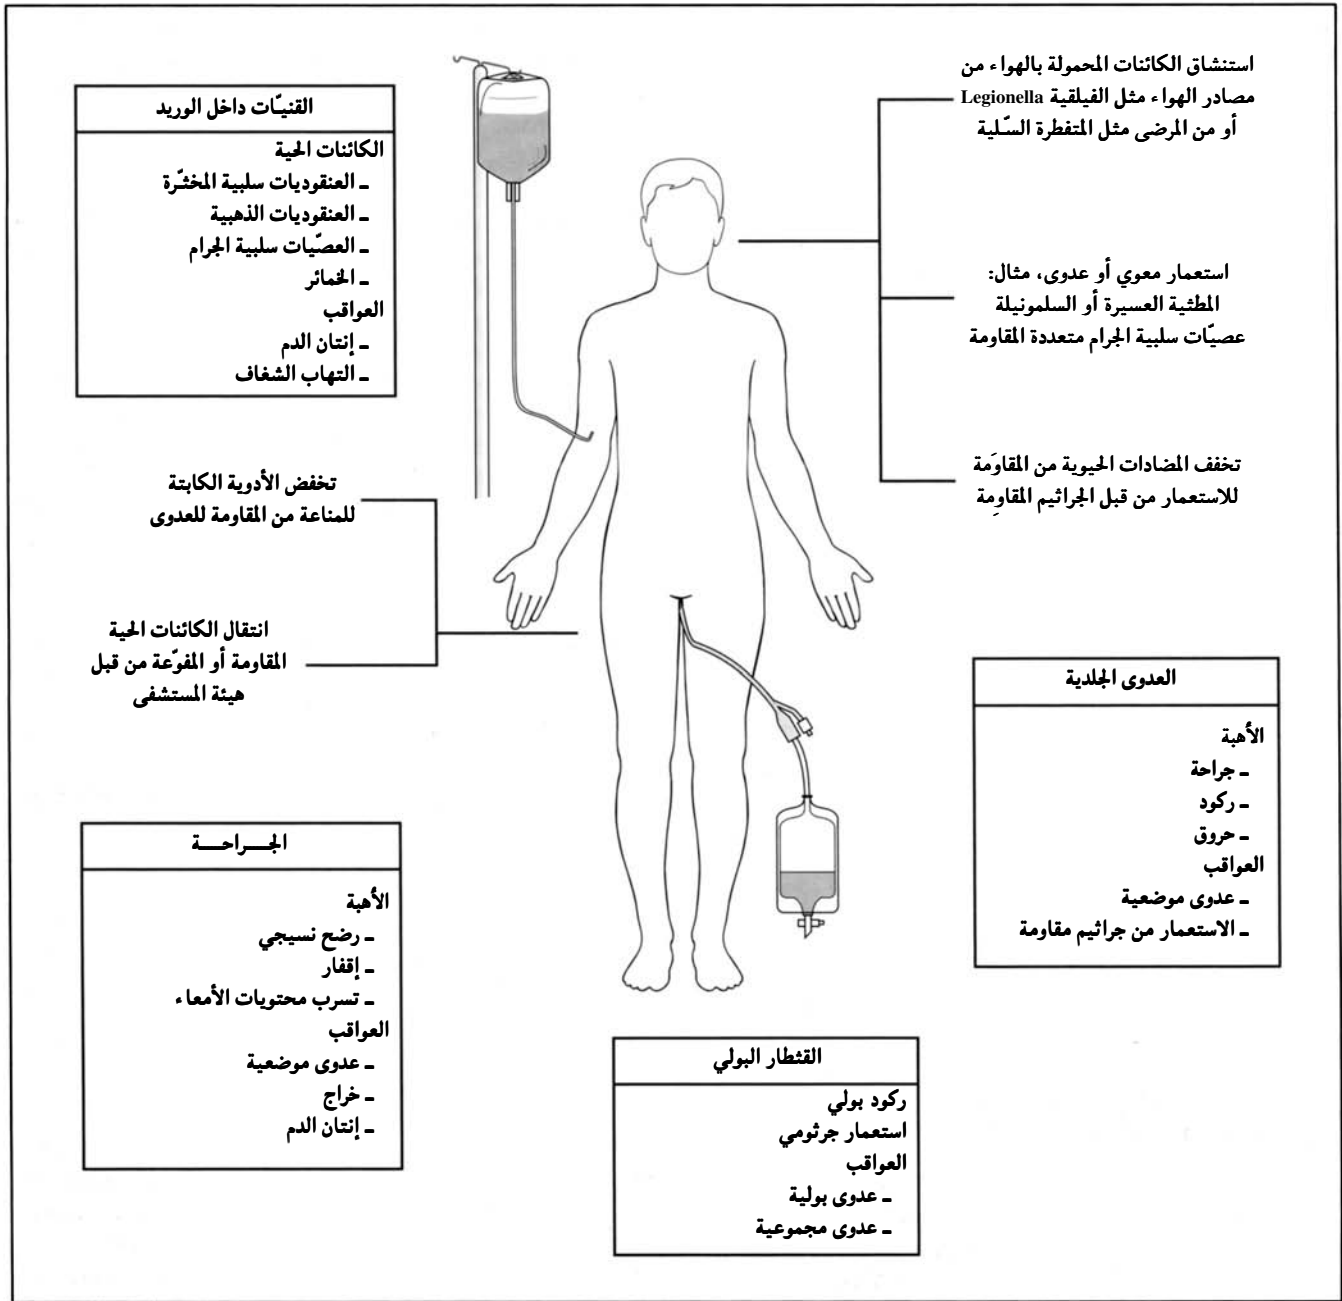 استنشاق الكائنات المحمولة بالهواء من
مصادر الهواء مثل الفيلقية Legionella
أو من المرضى مثل المتفطرة السّلية
استعمار معوي أو عدوى، مثال:
المطثية العسيرة أو السلمونيلة
عصيّات سلبية الجرام متعددة المقاومة
تخفف المضادات الحيوية من المقاوَمة
للاستعمار من قبل الجراثيم المقاوِمة
القنيّات داخل الوريد
الكائنات الحية
ـ العنقوديات سلبية المخثّرة
ـ العنقوديات الذهبية
ـ العصّيات سلبية الجرام
ـ الخمائر
العواقب
ـ إنتان الدم
ـ التهاب الشغاف
تخفض الأدوية الكابتة
للمناعة من المقاومة للعدوى
انتقال الكائنات الحية
المقاومة أو المفوّعة من قبل
هيئة المستشفى
العدوى الجلدية
الأهبة
ـ جراحة
ـ ركود
ـ حروق
العواقب
ـ عدوى موضعية
ـ الاستعمار من جراثيم مقاومة
الجـــراحـــة
الأهبة
ـ رضح نسيجي
ـ إقفار
ـ تسرب محتويات الأمعاء
العواقب
ـ عدوى موضعية
ـ خراج
ـ إنتان الدم
القثطار البولي
ركود بولي
استعمار جرثومي
العواقب
ـ عدوى بولية
ـ عدوى مجموعية